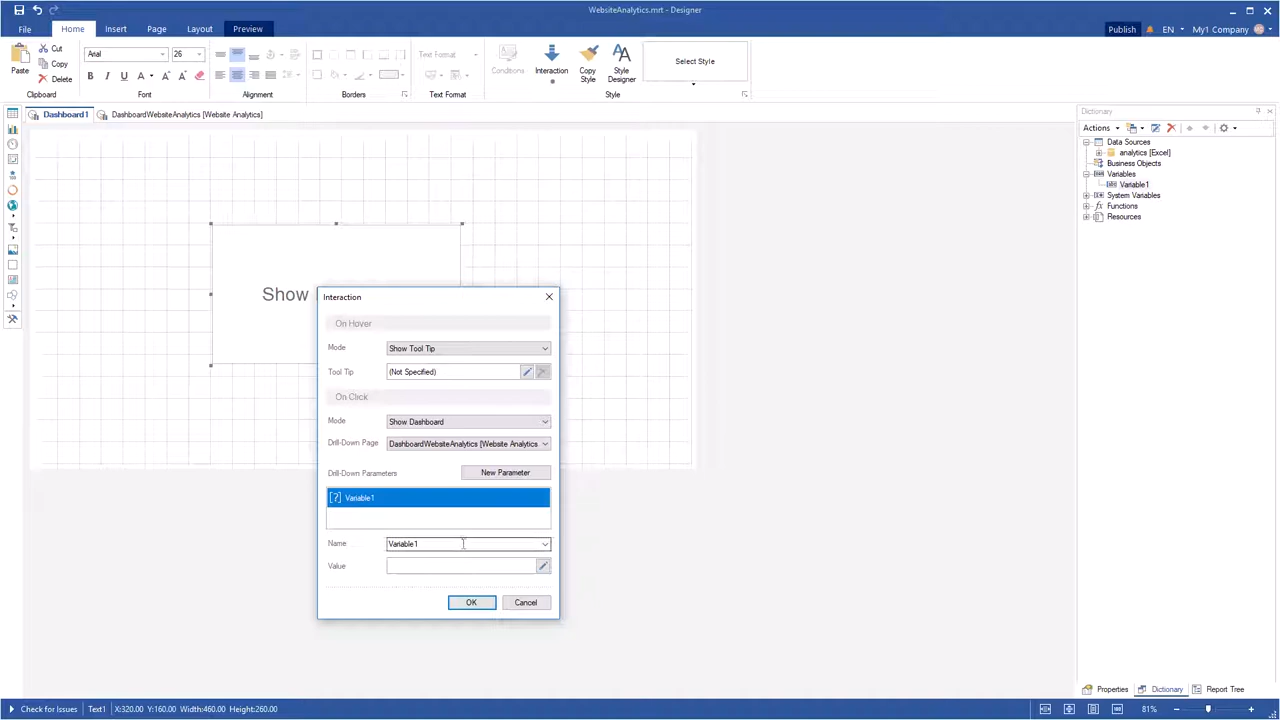 WebsiteAnalytics.mrt - Designer
File
Home
Insert
Page
Layout
Preview
Publish
EN
My1 Company
Paste
Cut
Copy
Delete
Arial
26
B I U A A A
Text Format
Conditions
Interaction
Copy Style
Style Designer
Select Style
Clipboard
Font
Alignment
Borders
Text Format
Style
Dashboard1
DashboardWebsiteAnalytics [Website Analytics]
Dictionary
Actions
Data Sources
analytics [Excel]
Business Objects
Variables
Variable1
System Variables
Functions
Resources
Show
Interaction
On Hover
Mode
Show Tool Tip
Tool Tip
(Not Specified)
On Click
Mode
Show Dashboard
Drill-Down Page
DashboardWebsiteAnalytics [Website Analytics
Drill-Down Parameters
New Parameter
[?] Variable1
Name
Variable1
Value
OK
Cancel
Properties
Dictionary
Report Tree
Check for Issues
Text1
X:320.00 Y:160.00 Width:460.00 Height:260.00
81%